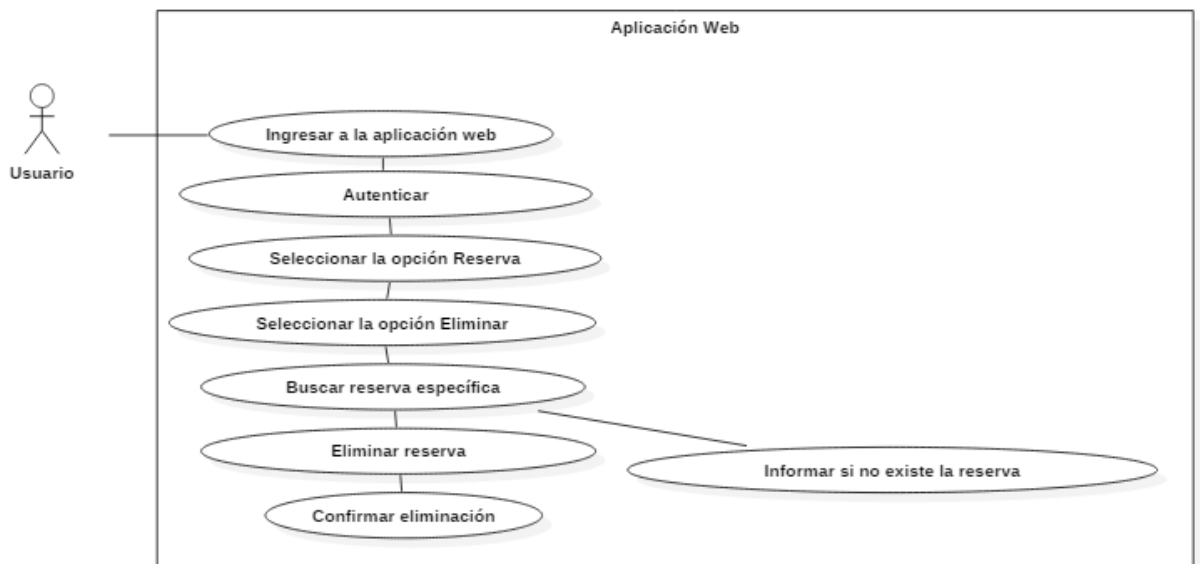 Aplicación Web
Usuario
Ingresar a la aplicación web
Autenticar
Seleccionar la opción Reserva
Seleccionar la opción Eliminar
Buscar reserva específica
Eliminar reserva
Informar si no existe la reserva
Confirmar eliminación